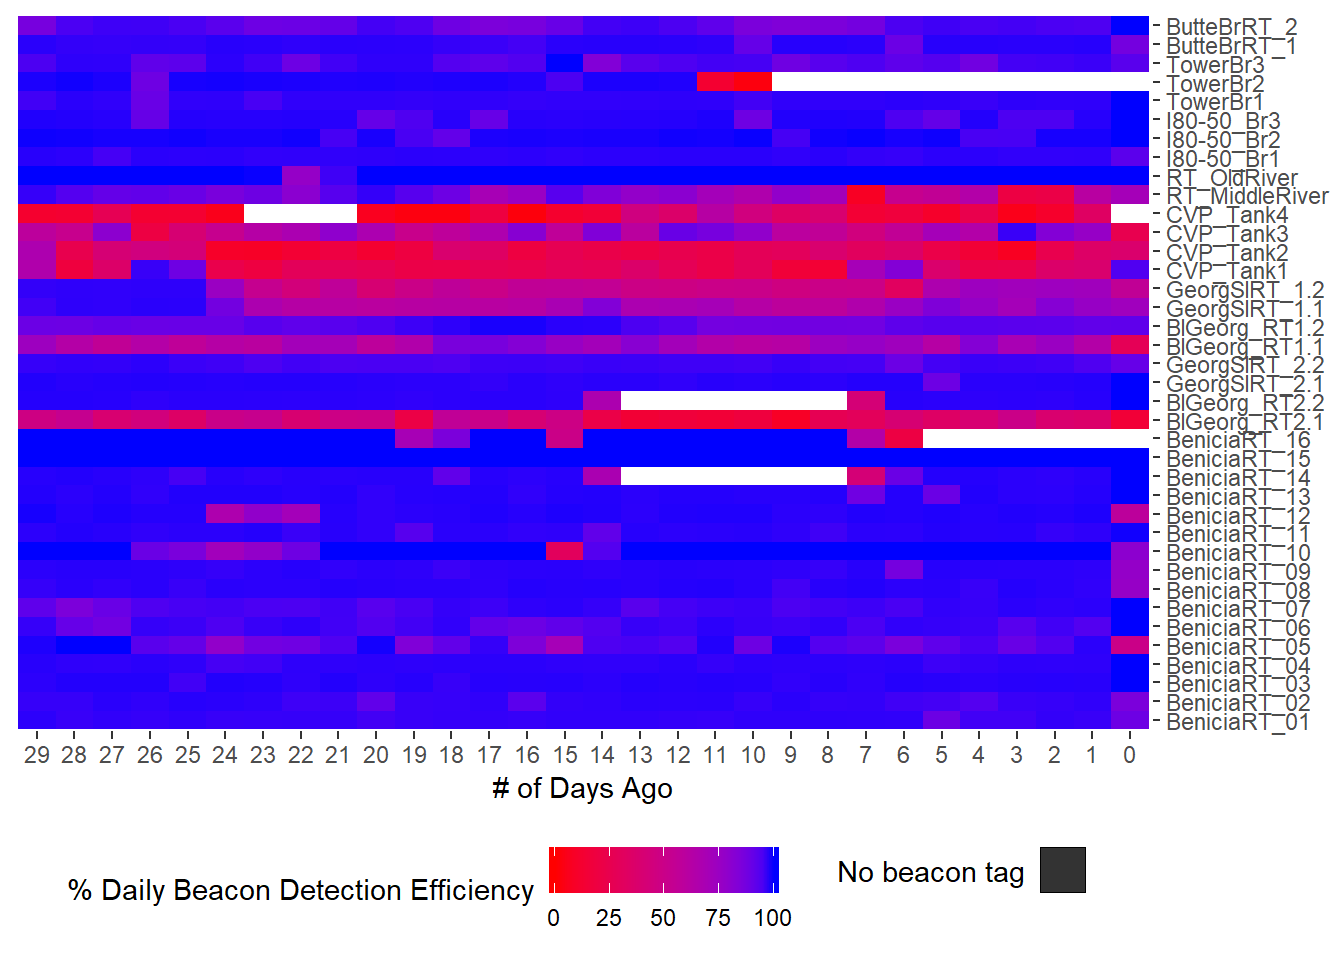 ButteBrRT_2
ButteBrRT_1
TowerBr3
TowerBr2
TowerBr1
I80-50_Br3
I80-50_Br2
I80-50_Br1
RT_OldRiver
RT_MiddleRiver
CVP_Tank4
CVP_Tank3
CVP_Tank2
CVP_Tank1
GeorgSlRT_1.2
GeorgSlRT_1.1
BlGeorg_RT1.2
BlGeorg_RT1.1
GeorgSlRT_2.2
GeorgSlRT_2.1
BlGeorg_RT2.2
BlGeorg_RT2.1
BeniciaRT_16
BeniciaRT_15
BeniciaRT_14
BeniciaRT_13
BeniciaRT_12
BeniciaRT_11
BeniciaRT_10
BeniciaRT_09
BeniciaRT_08
BeniciaRT_07
BeniciaRT_06
BeniciaRT_05
BeniciaRT_04
BeniciaRT_03
BeniciaRT_02
BeniciaRT_01
29 28 27 26 25 24 23 22 21 20 19 18 17 16 15 14 13 12 11 10 9 8 7 6 5 4 3 2 1 0
# of Days Ago
% Daily Beacon Detection Efficiency
0 25 50 75 100
No beacon tag